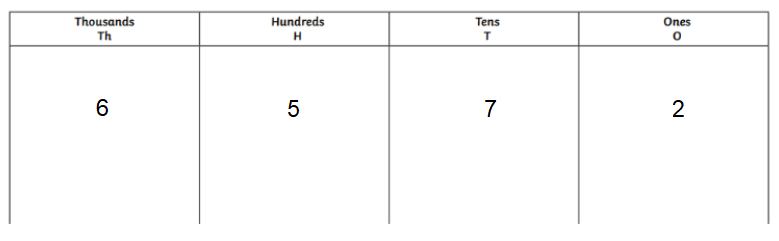 Thousands Hundreds Tens Ones
Th H T O
6 5 7 2